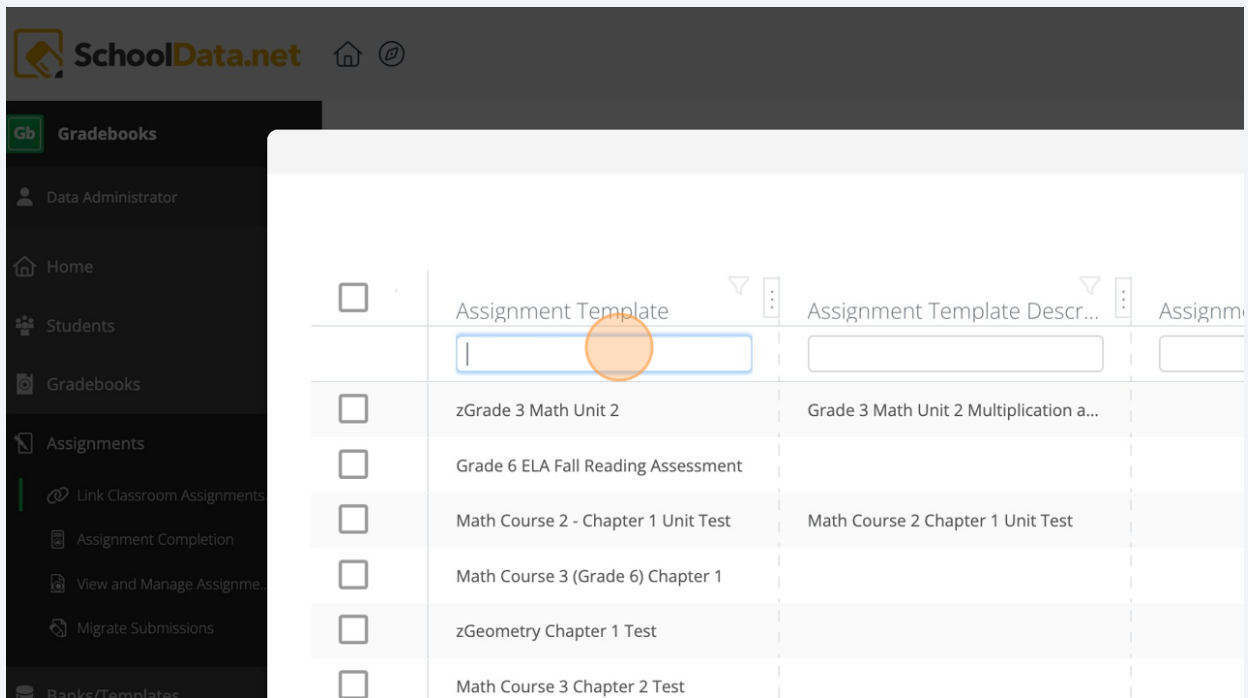 SchoolData.net
Gb Gradebooks
Data Administrator
Home
Students
Gradebooks
Assignments
Link Classroom Assignments.
Assignment Completion
View and Manage Assignme..
Migrate Submissions
Banks/Templates
Assignment Template
Assignment Template Descr...
Assignm
zGrade 3 Math Unit 2
Grade 3 Math Unit 2 Multiplication a...
Grade 6 ELA Fall Reading Assessment
Math Course 2 - Chapter 1 Unit Test
Math Course 2 Chapter 1 Unit Test
Math Course 3 (Grade 6) Chapter 1
zGeometry Chapter 1 Test
Math Course 3 Chapter 2 Test